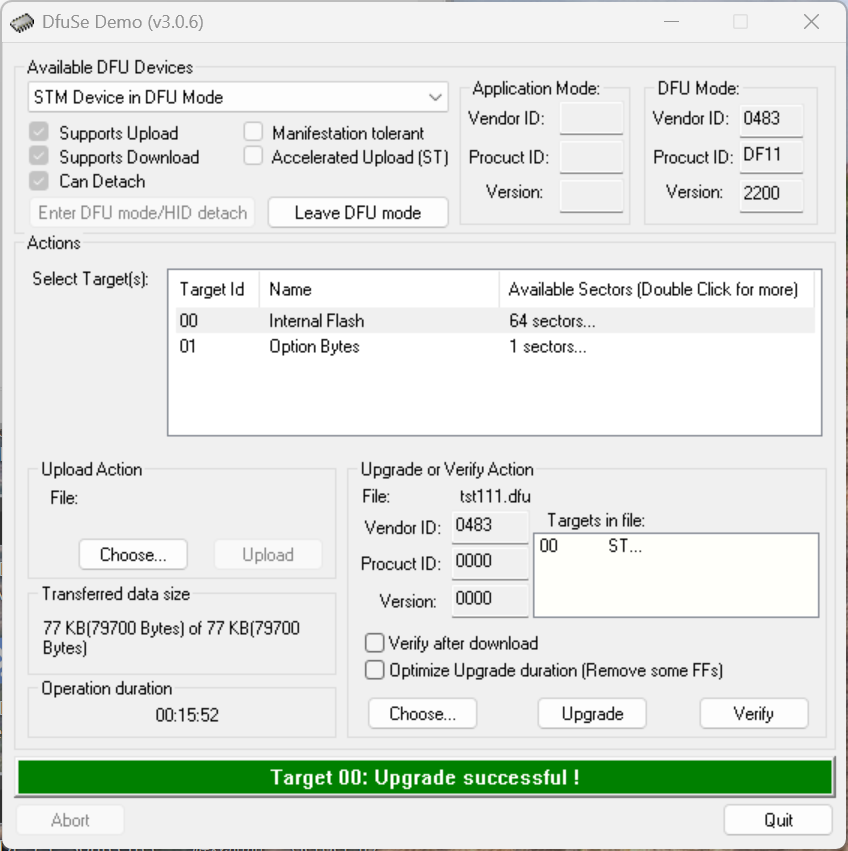 DfuSe Demo (v3.0.6)
Available DFU Devices
STM Device in DFU Mode
Supports Upload
Manifestation tolerant
Supports Download
Accelerated Upload (ST)
Can Detach
Enter DFU mode/HID detach
Leave DFU mode
Application Mode:
Vendor ID:
Procuct ID:
Version:
DFU Mode:
Vendor ID: 0483
Procuct ID: DF11
Version: 2200
Actions
Select Target(s):
Target Id Name Available Sectors (Double Click for more)
00 Internal Flash 64 sectors...
01 Option Bytes 1 sectors...
Upload Action
File:
Choose...
Upload
Transferred data size
77 KB(79700 Bytes) of 77 KB(79700
Bytes)
Operation duration
00:15:52
Upgrade or Verify Action
File: tst111.dfu
Vendor ID: 0483
Procuct ID: 0000
Version: 0000
Targets in file:
00 ST...
Verify after download
Optimize Upgrade duration (Remove some FFs)
Choose...
Upgrade
Verify
Target 00: Upgrade successful !
Abort
Quit